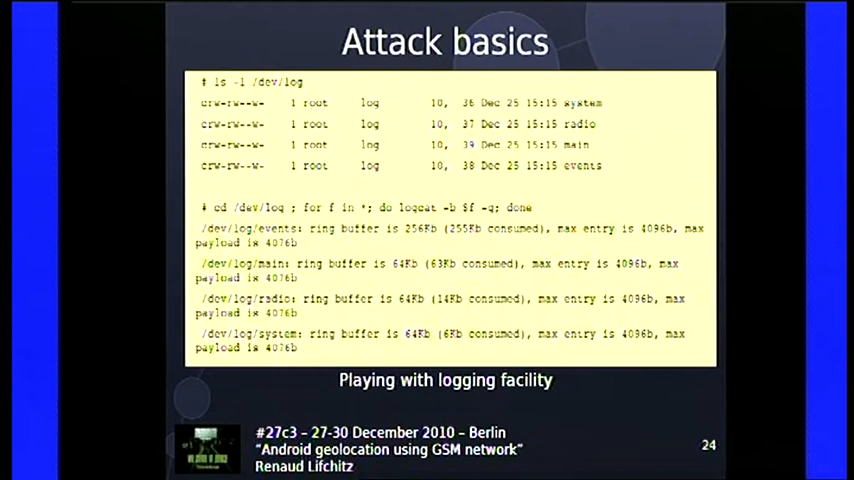 Attack basics
# ls -l /dev/log
crw-rw--w- 1 root log 10, 36 Dec 25 15:15 system
crw-rw--w- 1 root log 10, 37 Dec 25 15:15 radio
crw-rw--w- 1 root log 10, 39 Dec 25 15:15 main
crw-rw--w- 1 root log 10, 38 Dec 25 15:15 events
# cd /dev/log ; for f in *; do logcat -b $f -g; done
/dev/log/events: ring buffer is 256Kb (255Kb consumed), max entry is 4096b, max
payload is 4076b
/dev/log/main: ring buffer is 64Kb (63Kb consumed), max entry is 4096b, max
payload is 4076b
/dev/log/radio: ring buffer is 64Kb (14Kb consumed), max entry is 4096b, max
payload is 4076b
/dev/log/system: ring buffer is 64Kb (6Kb consumed), max entry is 4096b, max
payload is 4076b
Playing with logging facility
#27c3 – 27-30 December 2010 – Berlin
"Android geolocation using GSM network"
Renaud Lifchitz
24